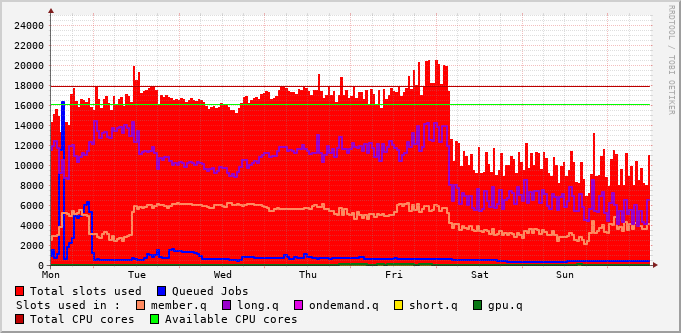 24000
22000
20000
18000
16000
14000
12000
10000
8000
6000
4000
2000
0
Mon Tue Wed Thu Fri Sat Sun
RRDTOOL / TOBI OETIKER
Total slots used Queued Jobs
Slots used in : member.q long.q ondemand.q short.q gpu.q
Total CPU cores Available CPU cores